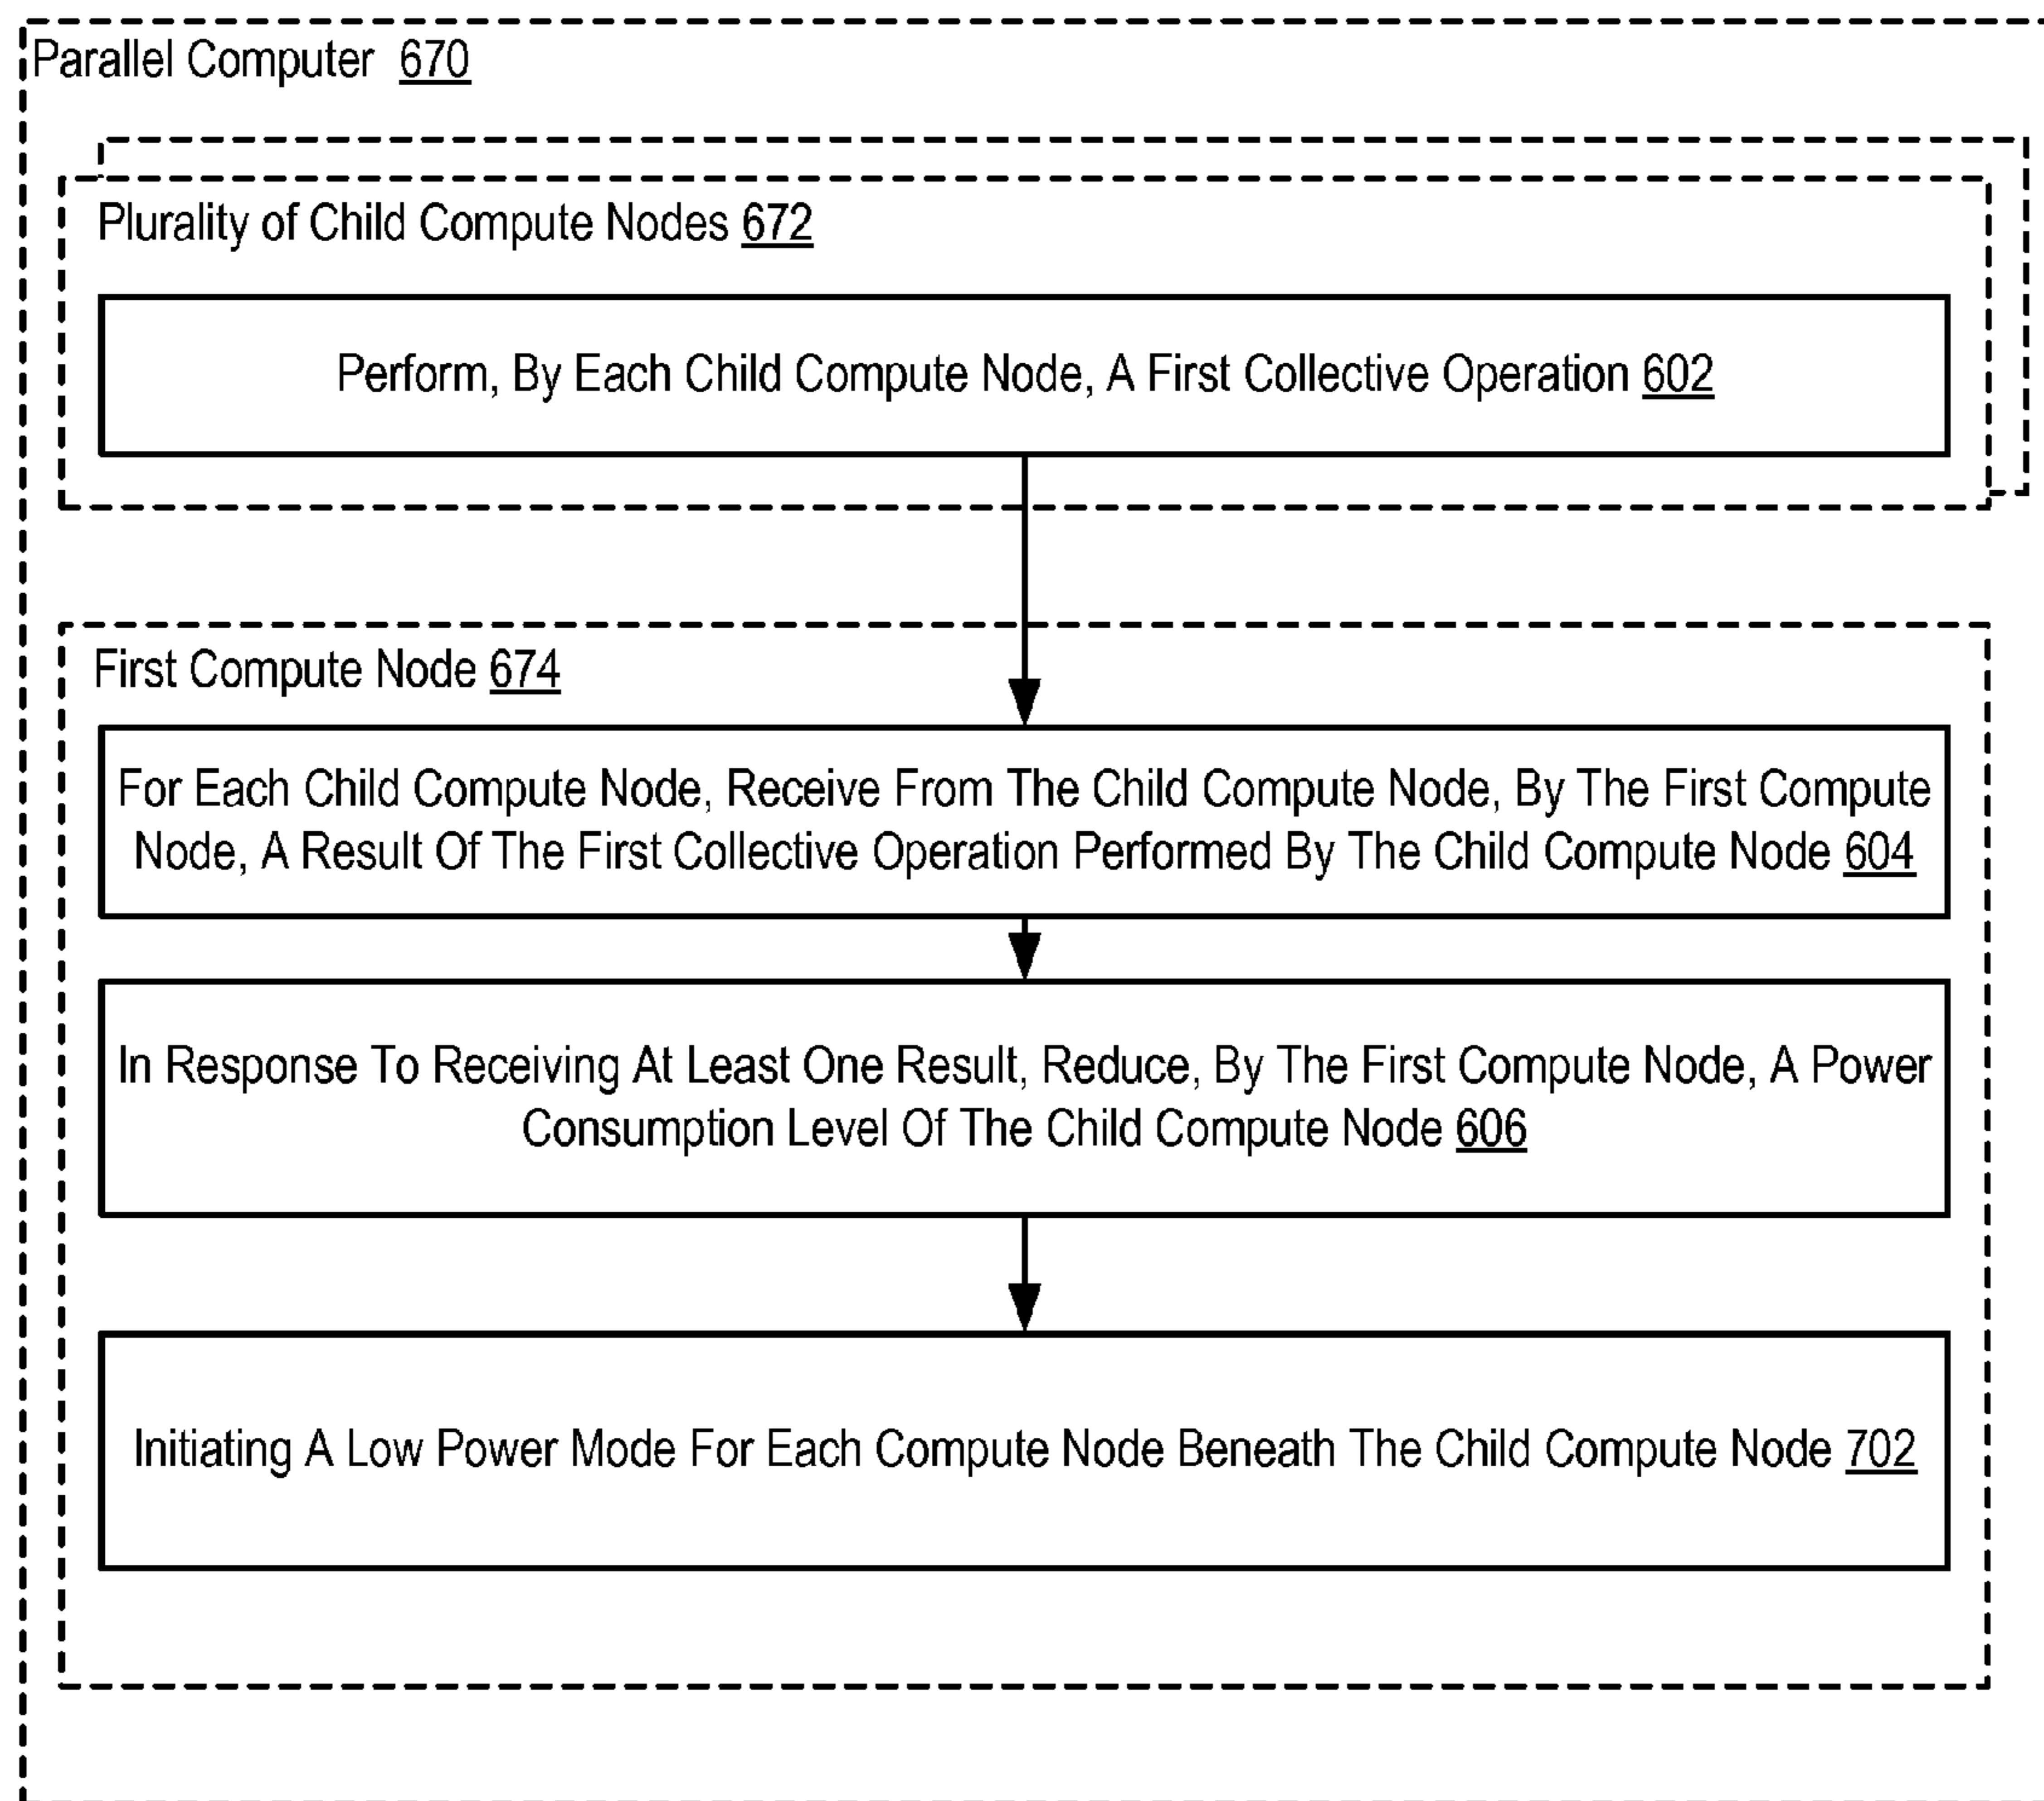 Parallel Computer 670
Plurality of Child Compute Nodes 672
Perform, By Each Child Compute Node, A First Collective Operation 602
First Compute Node 674
For Each Child Compute Node, Receive From The Child Compute Node, By The First Compute
Node, A Result Of The First Collective Operation Performed By The Child Compute Node 604
In Response To Receiving At Least One Result, Reduce, By The First Compute Node, A Power
Consumption Level Of The Child Compute Node 606
Initiating A Low Power Mode For Each Compute Node Beneath The Child Compute Node 702